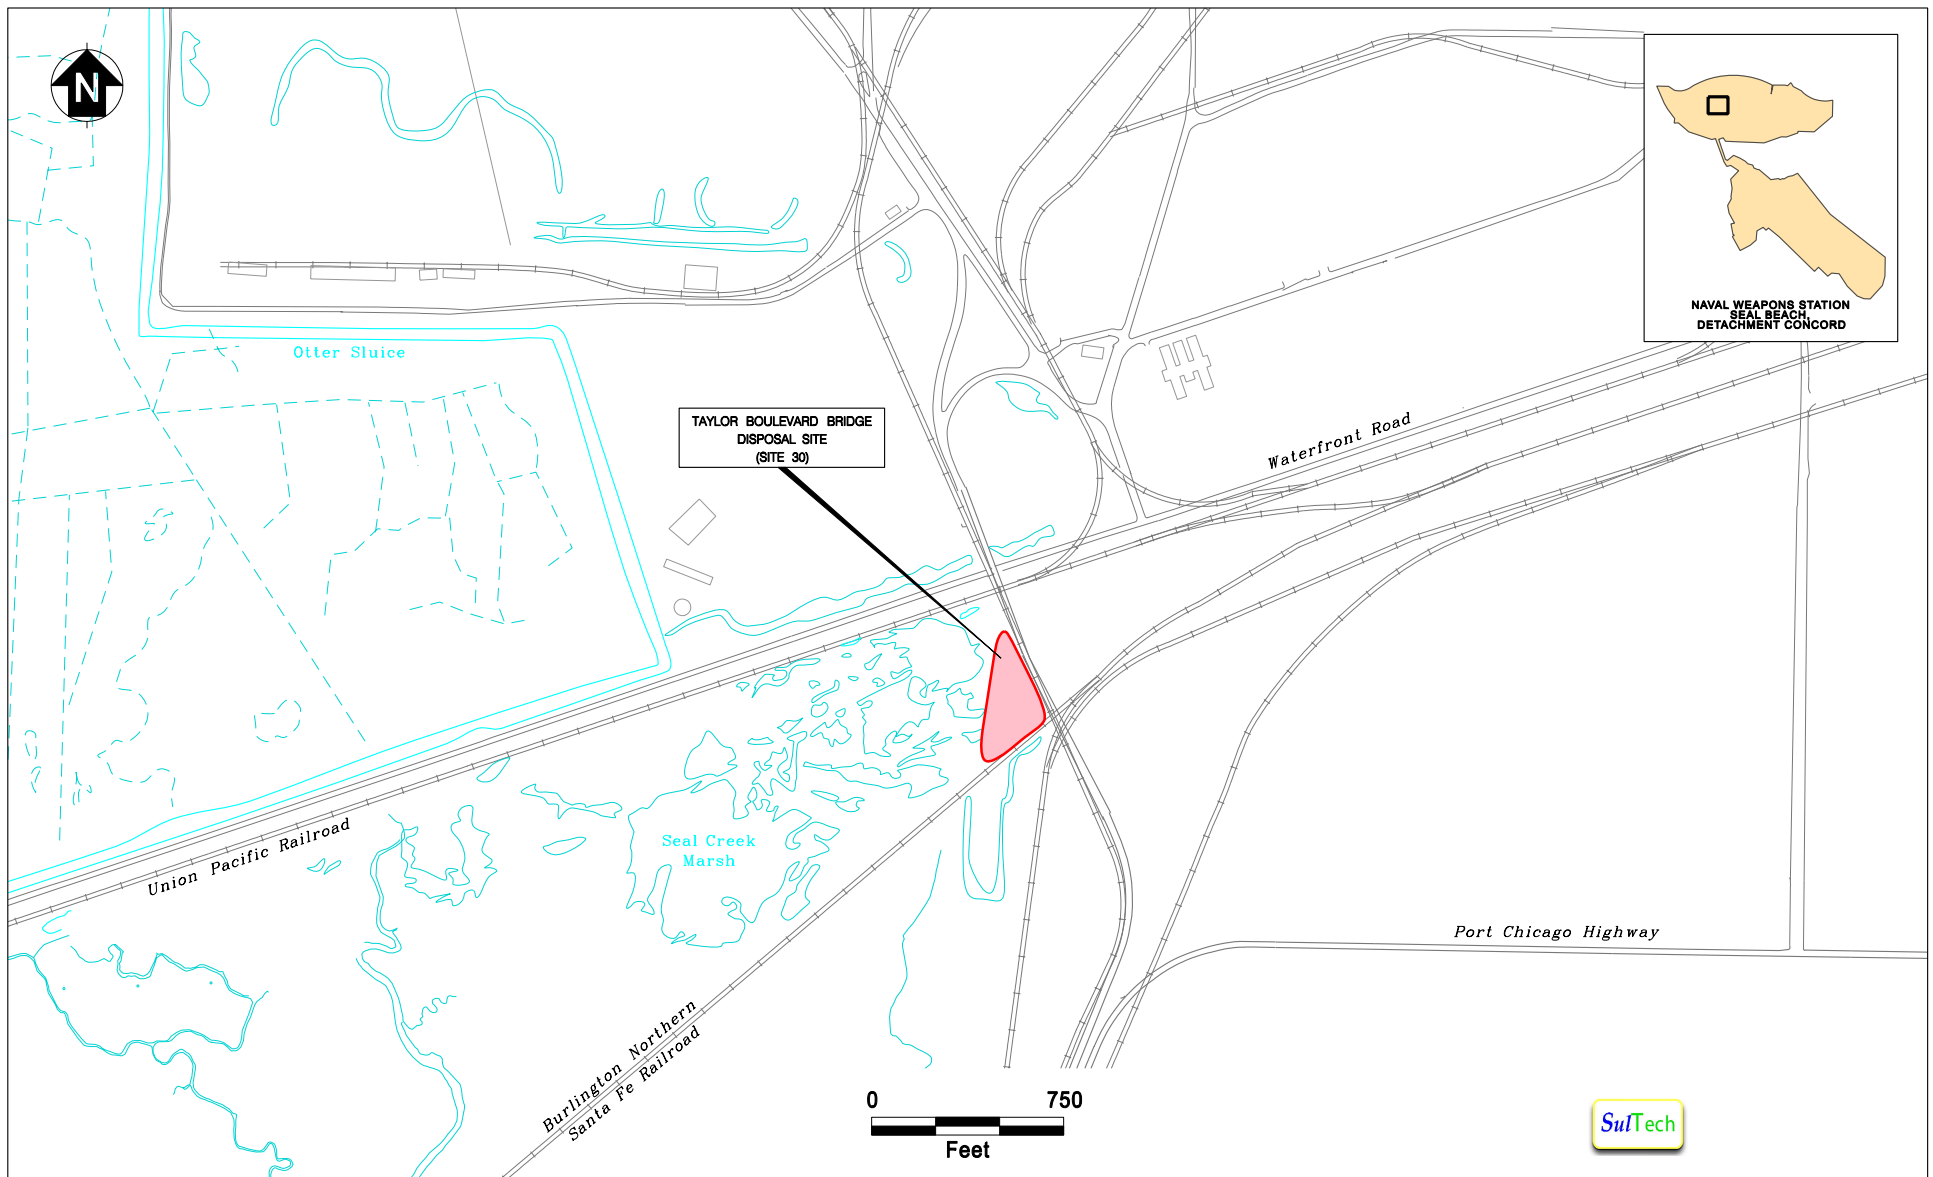 N
NAVAL WEAPONS STATION
SEAL BEACH,
DETACHMENT CONCORD
Otter Sluice
TAYLOR BOULEVARD BRIDGE
DISPOSAL SITE
(SITE 30)
Waterfront Road
Union Pacific Railroad
Seal Creek
Marsh
Port Chicago Highway
Burlington Northern
Santa Fe Railroad
0 750
Feet
SulTech